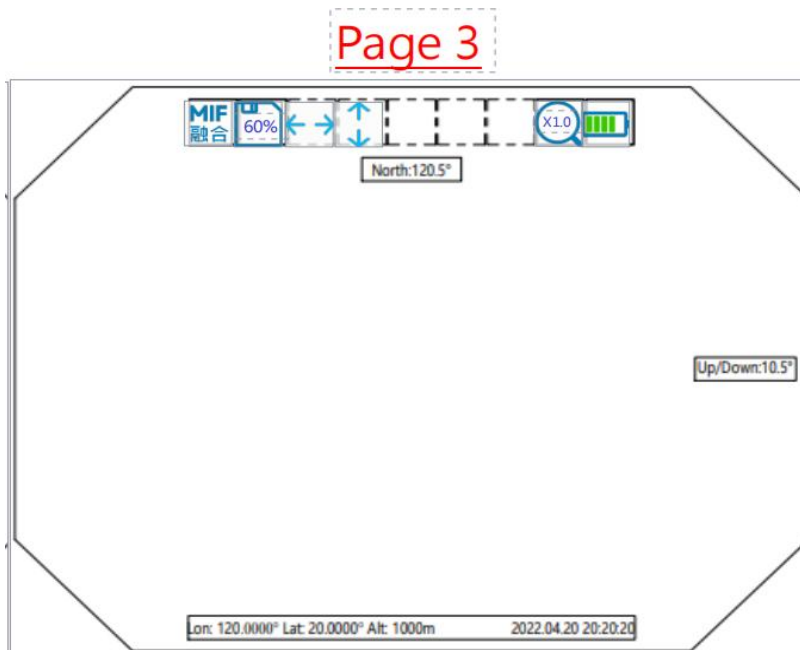 Page 3
MIF
融合
60%
X1.0
North:120.5°
Up/Down:10.5°
Lon: 120.0000° Lat: 20.0000° Alt: 1000m 2022.04.20 20:20:20